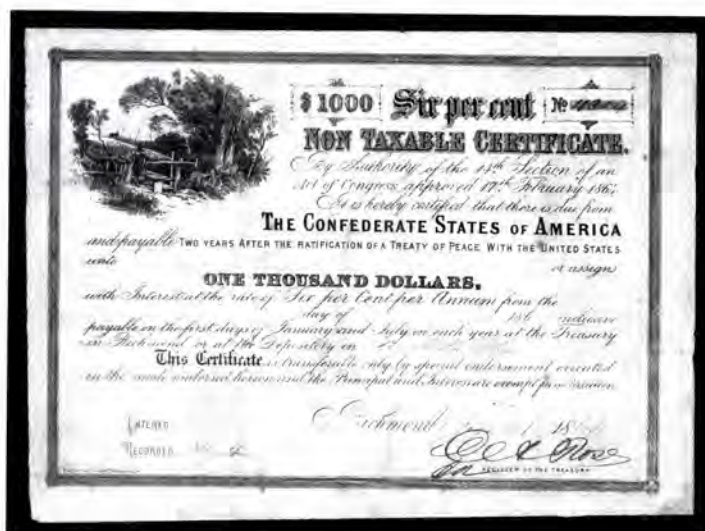 $1000 Six per cent No
NON TAXABLE CERTIFICATE.
By Authority of the 14th Section of an
Act of Congress approved 17th February 1864
It is hereby certified that there is due from
THE CONFEDERATE STATES OF AMERICA
and payable TWO YEARS AFTER THE RATIFICATION OF A TREATY OF PEACE WITH THE UNITED STATES
unto or assigns
ONE THOUSAND DOLLARS,
with Interest at the rate of Six per Cent per Annum from the
day of 186 inclusive
payable on the first days of January and July in each year at the Treasury
in Richmond or at the Depository in
This Certificate is transferable only by special endorsement executed
in the mode endorsed hereon and the Principal and Interest are exempt from taxation
Richmond 18
ENTERED
RECORDED
for Rose
REGISTER OF THE TREASURY